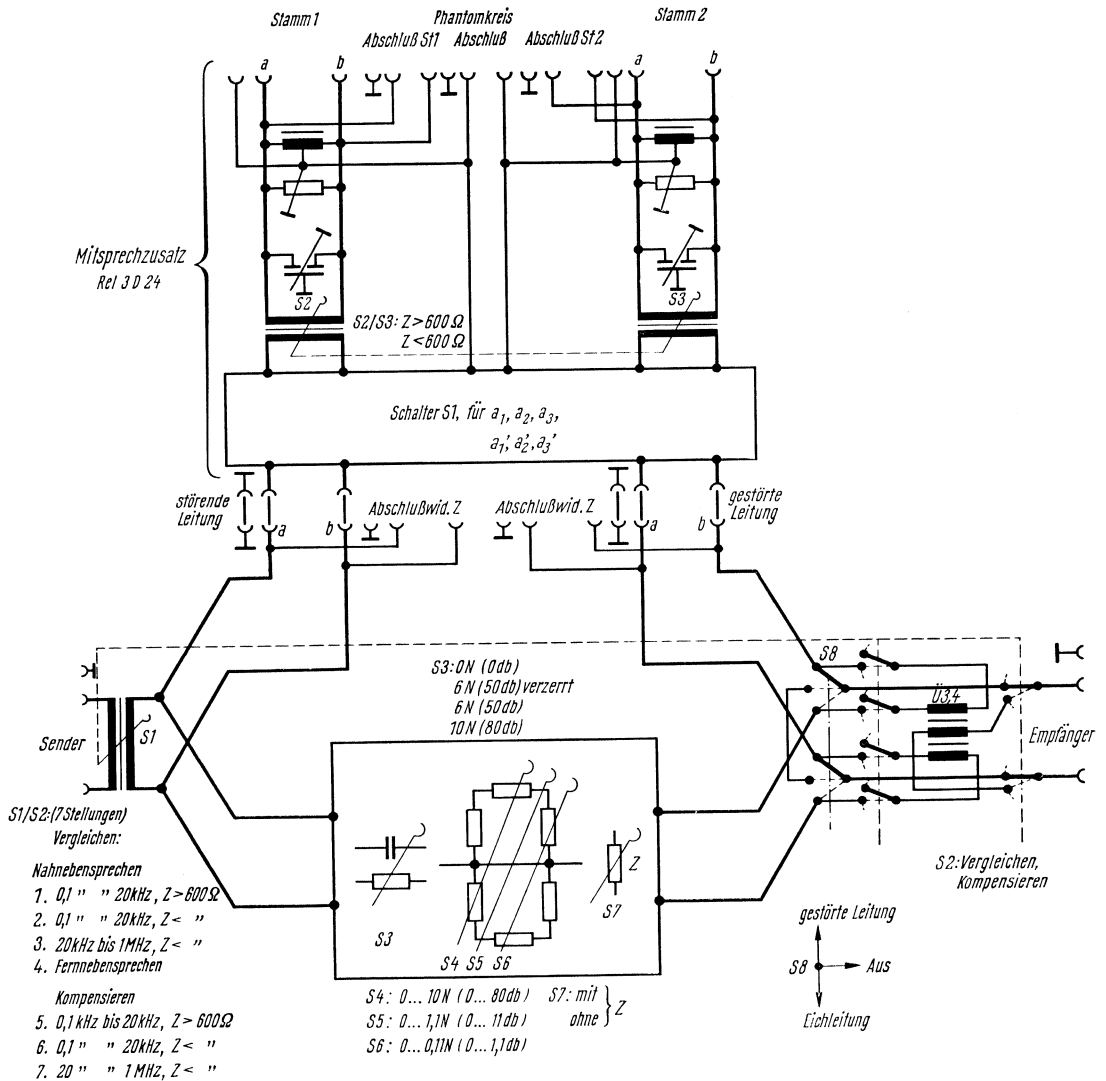 Stamm 1
Phantomkreis
Stamm 2
Abschluß St1 Abschluß Abschluß St 2
a
b
a
b
Mitsprechzusatz
Rel 3 D 24
S2
S3
S2/S3: Z > 600 Ω
Z < 600 Ω
Schalter S1, für a₁, a₂, a₃,
a₁', a₂', a₃'
störende
Leitung
a
b
Abschlußwid. Z
Abschlußwid. Z
a
b
gestörte
Leitung
S3: 0N (0db)
6N (50db) verzerrt
6N (50db)
10N (80db)
S8
Ü3,4
Sender
S1
Empfänger
S1/S2: (7 Stellungen)
Vergleichen:
Nahnebensprechen
1. 0,1 " " 20kHz, Z > 600Ω
2. 0,1 " " 20kHz, Z < "
3. 20kHz bis 1MHz, Z < "
4. Fernnebensprechen
Kompensieren
5. 0,1 kHz bis 20kHz, Z > 600Ω
6. 0,1 " " 20kHz, Z < "
7. 20 " " 1 MHz, Z < "
S3
S4 S5 S6
Z
S7
S4: 0... 10N (0... 80db)
S5: 0... 1,1N (0... 11db)
S6: 0... 0,11N (0... 1,1db)
S7: mit
ohne } Z
S2: Vergleichen,
Kompensieren
gestörte Leitung
S8 Aus
Eichleitung